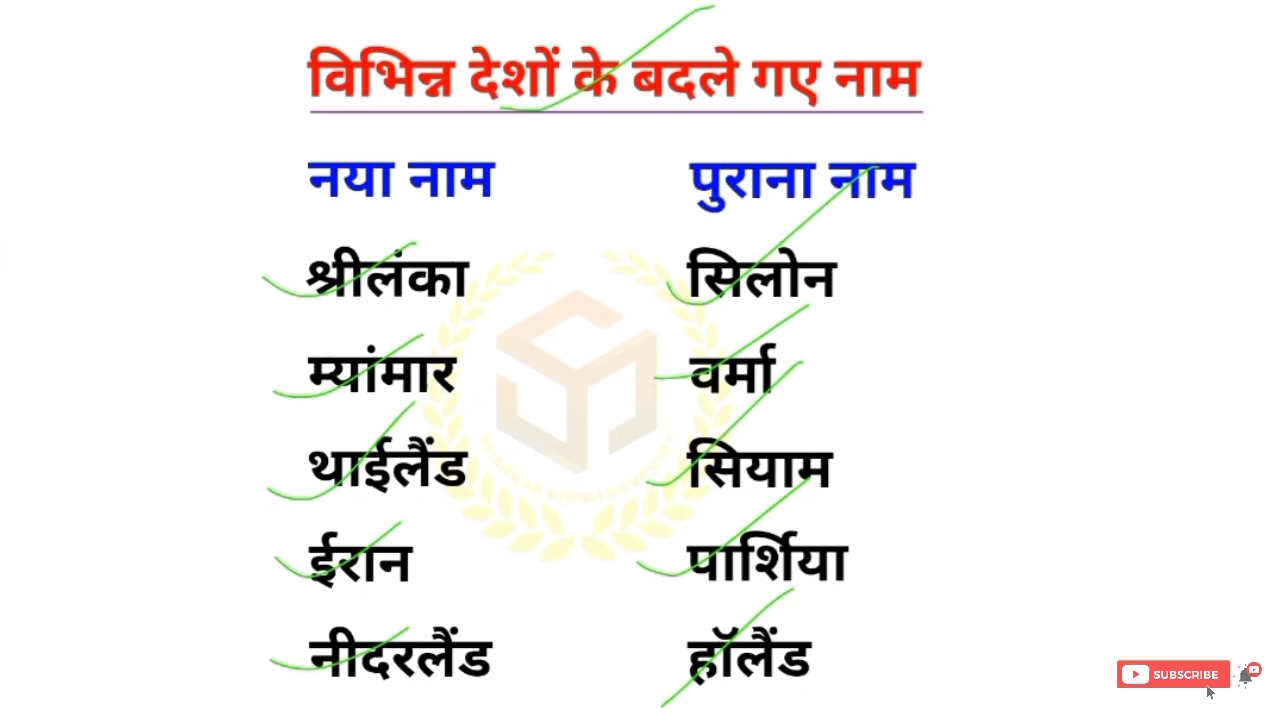 विभिन्न देशों के बदले गए नाम
नया नाम पुराना नाम
श्रीलंका सिलोन
म्यांमार वर्मा
थाईलैंड सियाम
ईरान पार्शिया
नीदरलैंड हॉलैंड
SUBSCRIBE